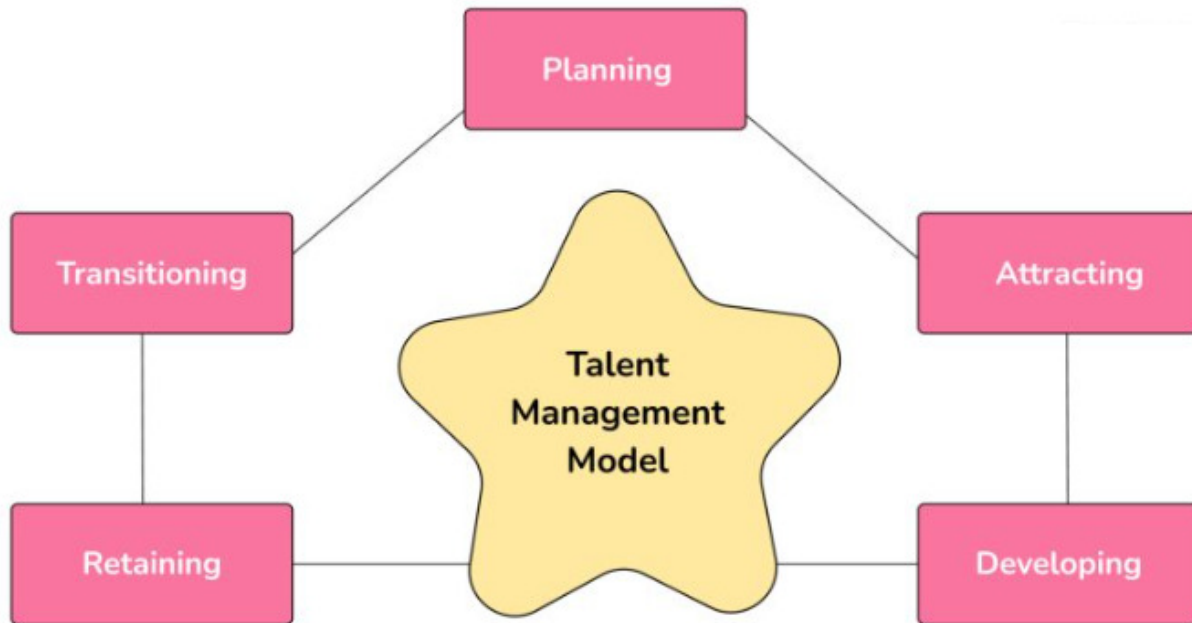 Planning
Transitioning
Attracting
Talent
Management
Model
Retaining
Developing